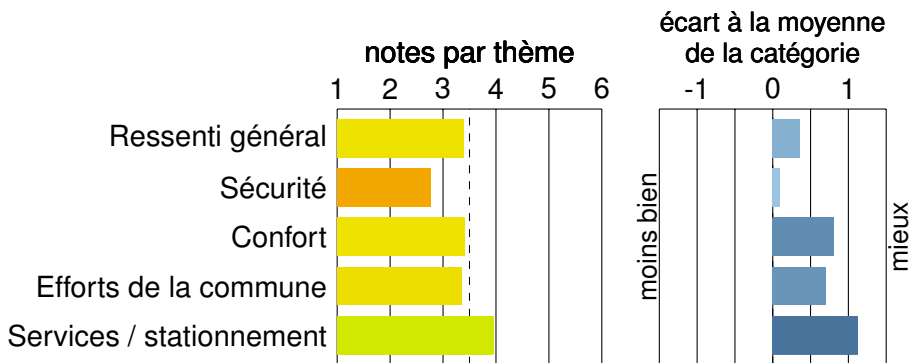 notes par thème
1 2 3 4 5 6
écart à la moyenne
de la catégorie
-1 0 1
Ressenti général
Sécurité
Confort
Efforts de la commune
Services / stationnement
moins bien
mieux